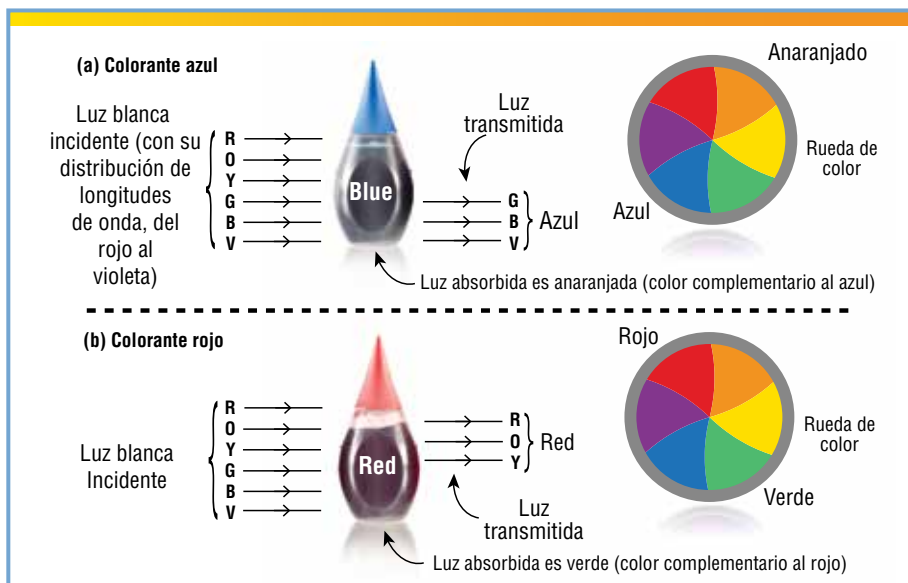 (a) Colorante azul
Luz blanca
incidente (con su
distribución de
longitudes
de onda, del
rojo al
violeta)
R
O
Y
G
B
V
Blue
Luz
transmitida
G
B
V
Azul
Luz absorbida es anaranjada (color complementario al azul)
Anaranjado
Rueda de
color
Azul
(b) Colorante rojo
Luz blanca
Incidente
R
O
Y
G
B
V
Red
R
O
Y
Red
Luz
transmitida
Luz absorbida es verde (color complementario al rojo)
Rojo
Rueda de
color
Verde